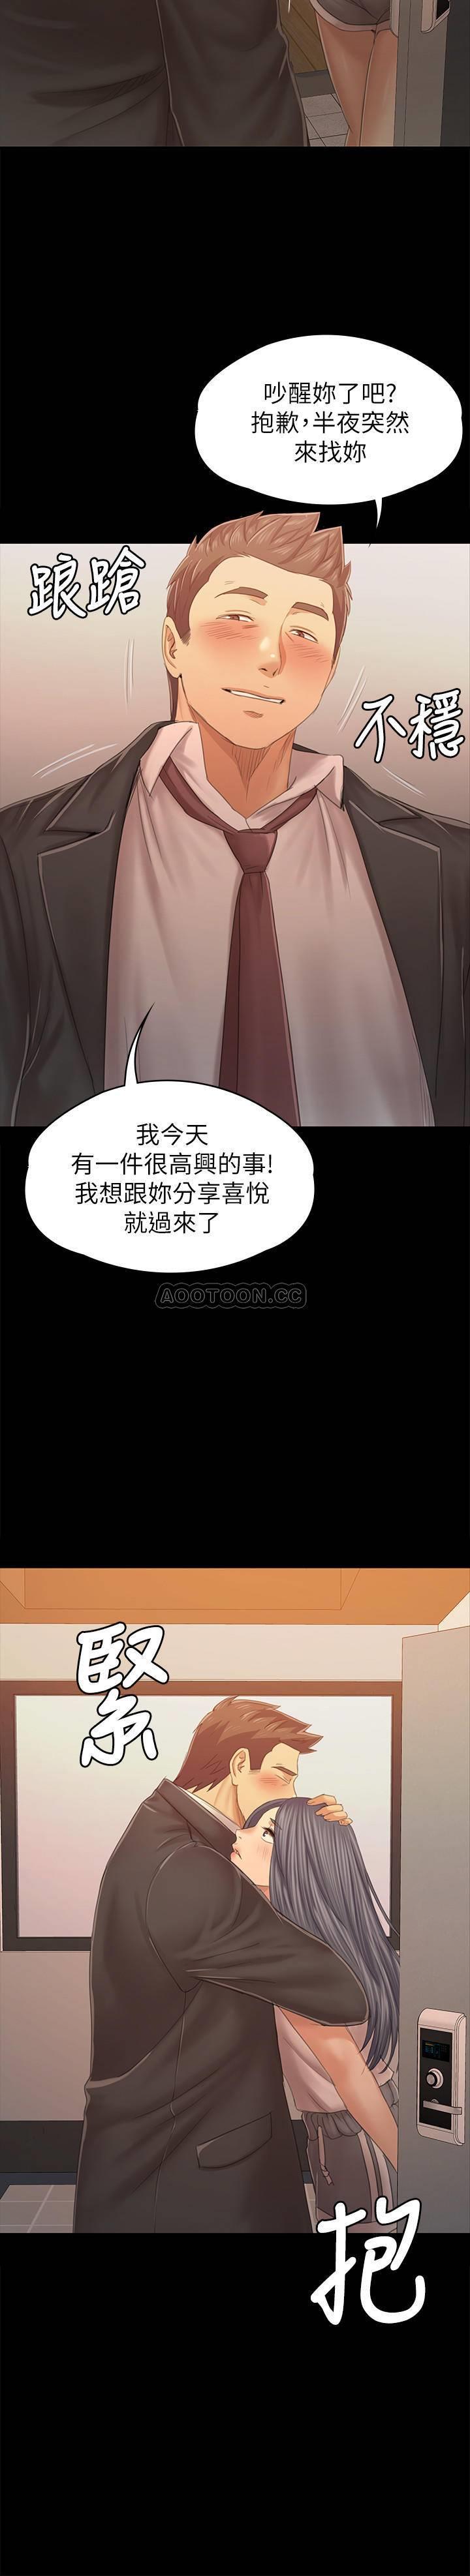 吵醒妳了吧?
抱歉,半夜突然
來找妳
踉蹌
不穩
我今天
有一件很高興的事!
我想跟妳分享喜悅
就過來了
AOOTOON.CC
緊
抱